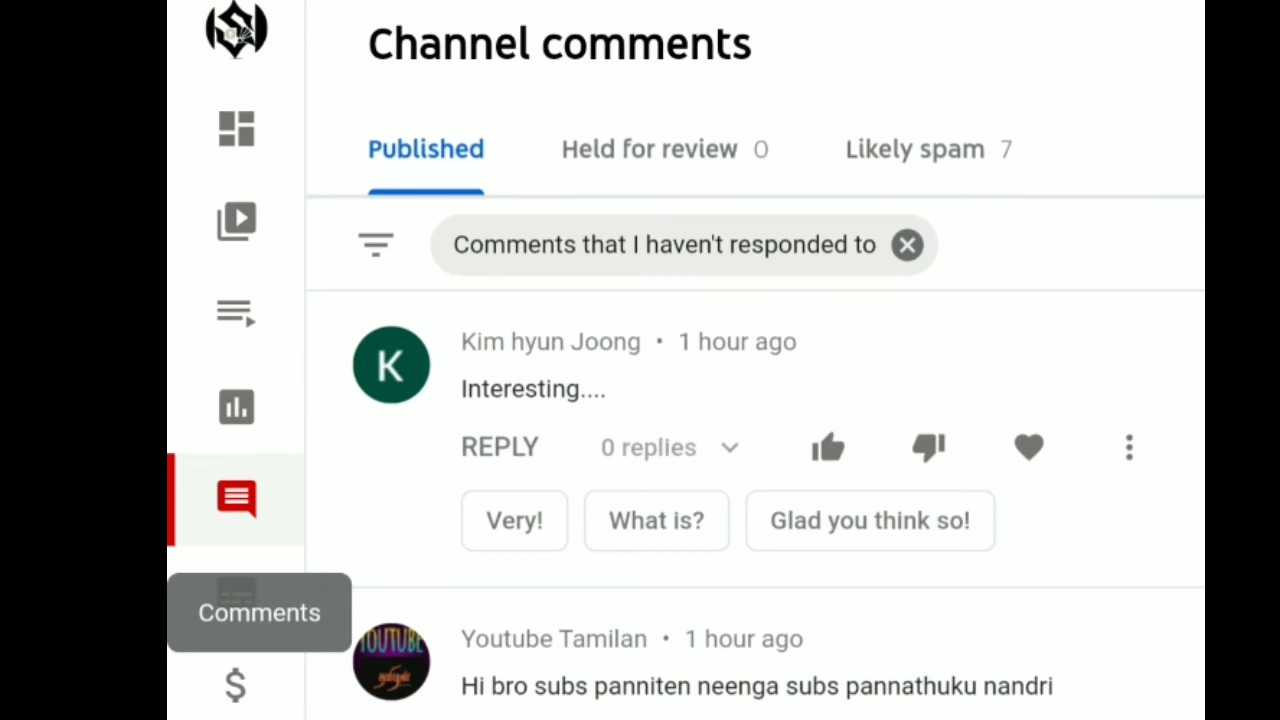 Channel comments
Published
Held for review 0
Likely spam 7
Comments that I haven't responded to
K
Kim hyun Joong • 1 hour ago
Interesting....
REPLY
0 replies
Very!
What is?
Glad you think so!
Comments
YOUTUBE
Youtube Tamilan • 1 hour ago
Hi bro subs panniten neenga subs pannathuku nandri
$